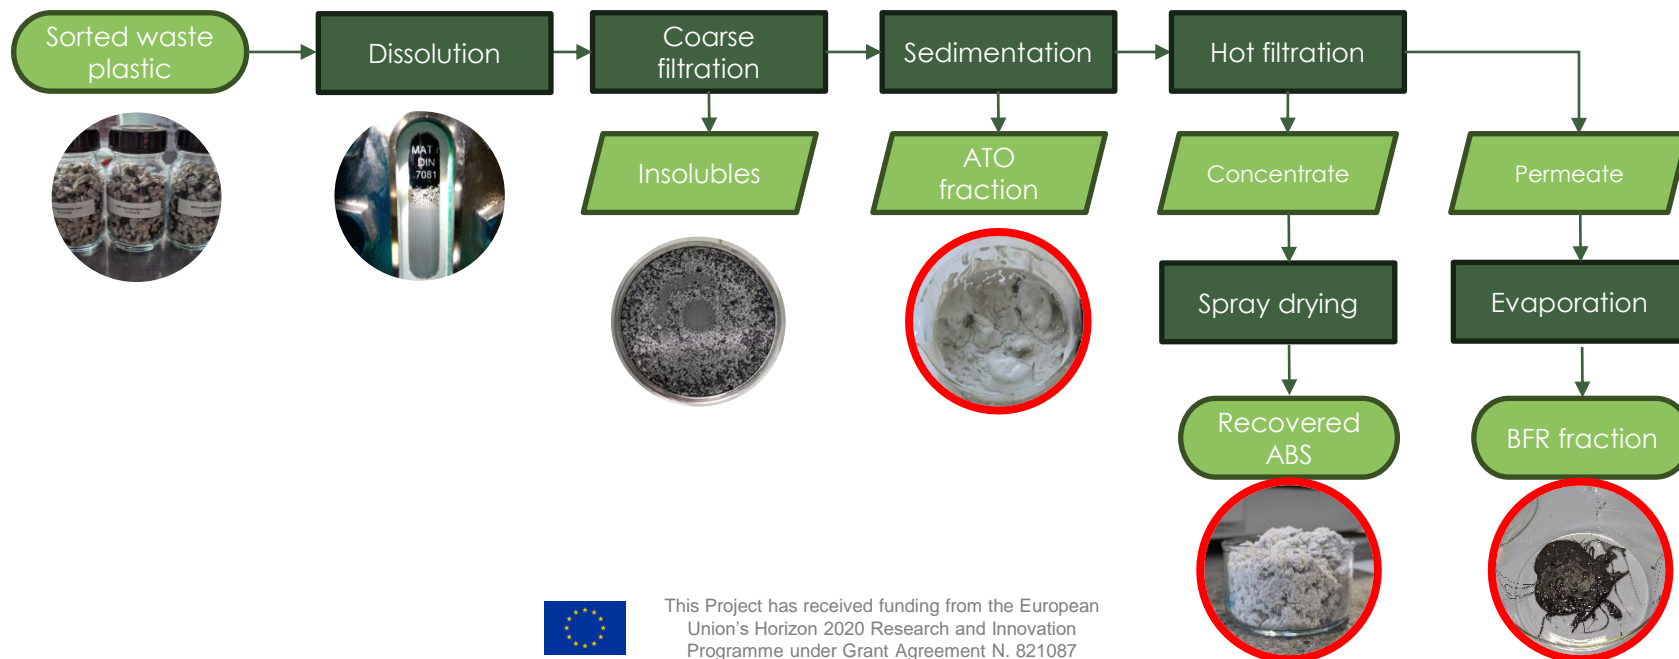 Sorted waste
plastic
Dissolution
Coarse
filtration
Sedimentation
Hot filtration
MAT.
DIN
7081
Insolubles
ATO
fraction
Concentrate
Permeate
Spray drying
Evaporation
Recovered
ABS
BFR fraction
This Project has received funding from the European
Union's Horizon 2020 Research and Innovation
Programme under Grant Agreement N. 821087